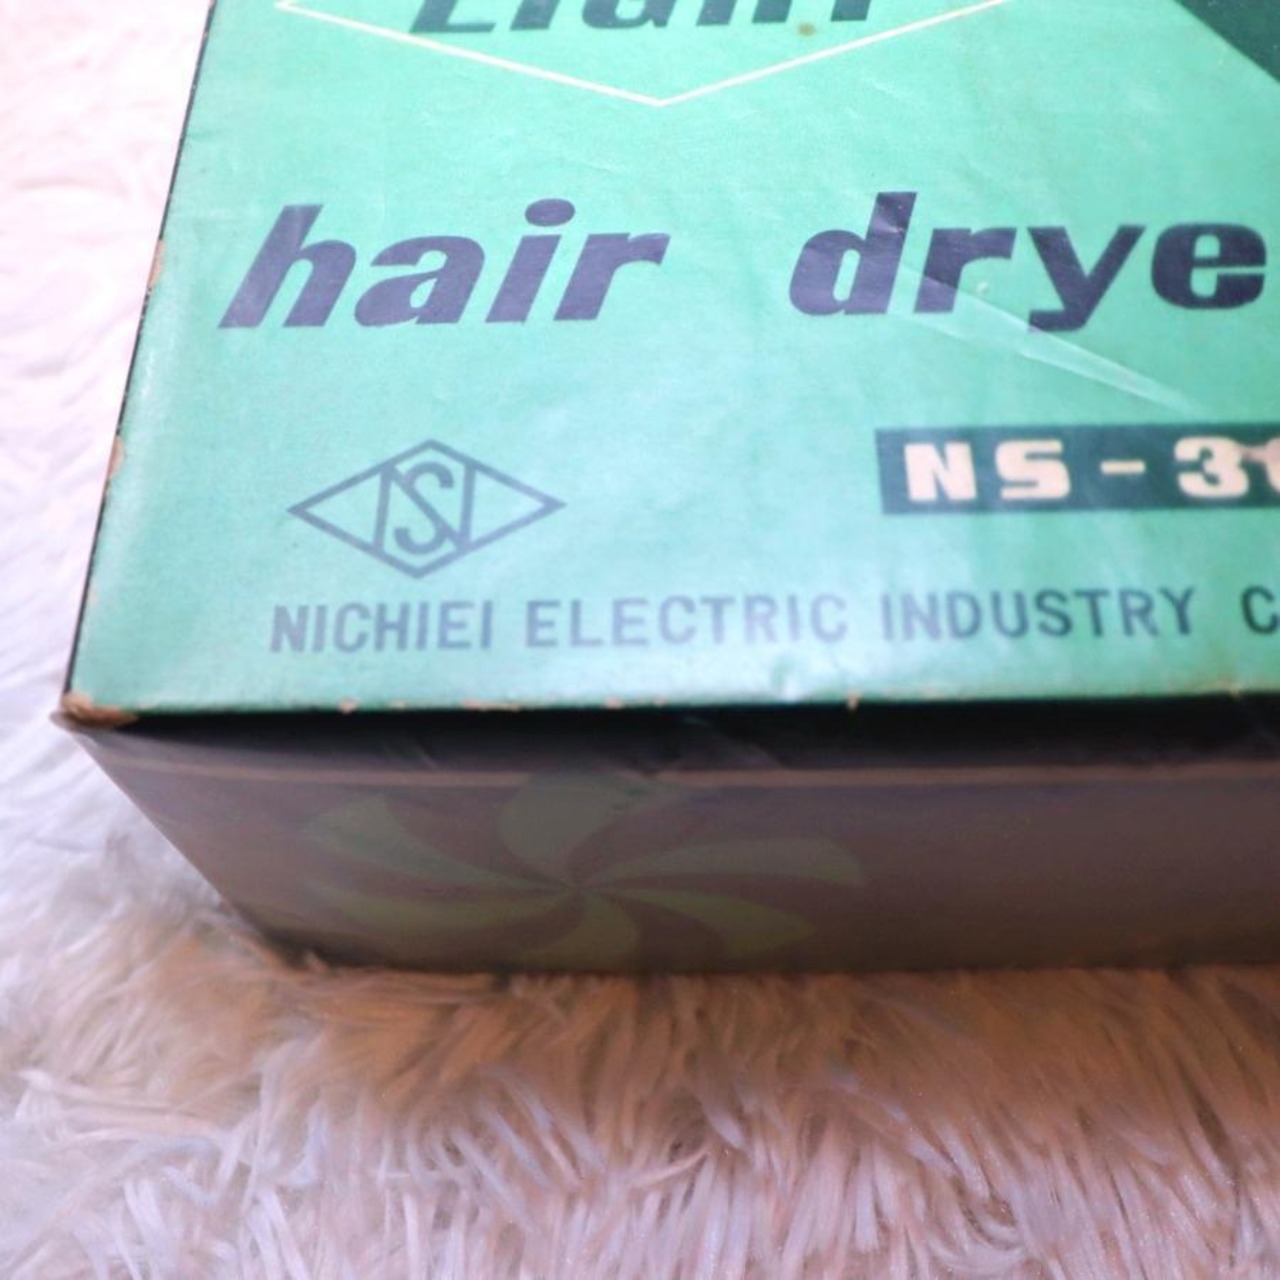 hair drye
NS-3
NICHIEI ELECTRIC INDUSTRY C